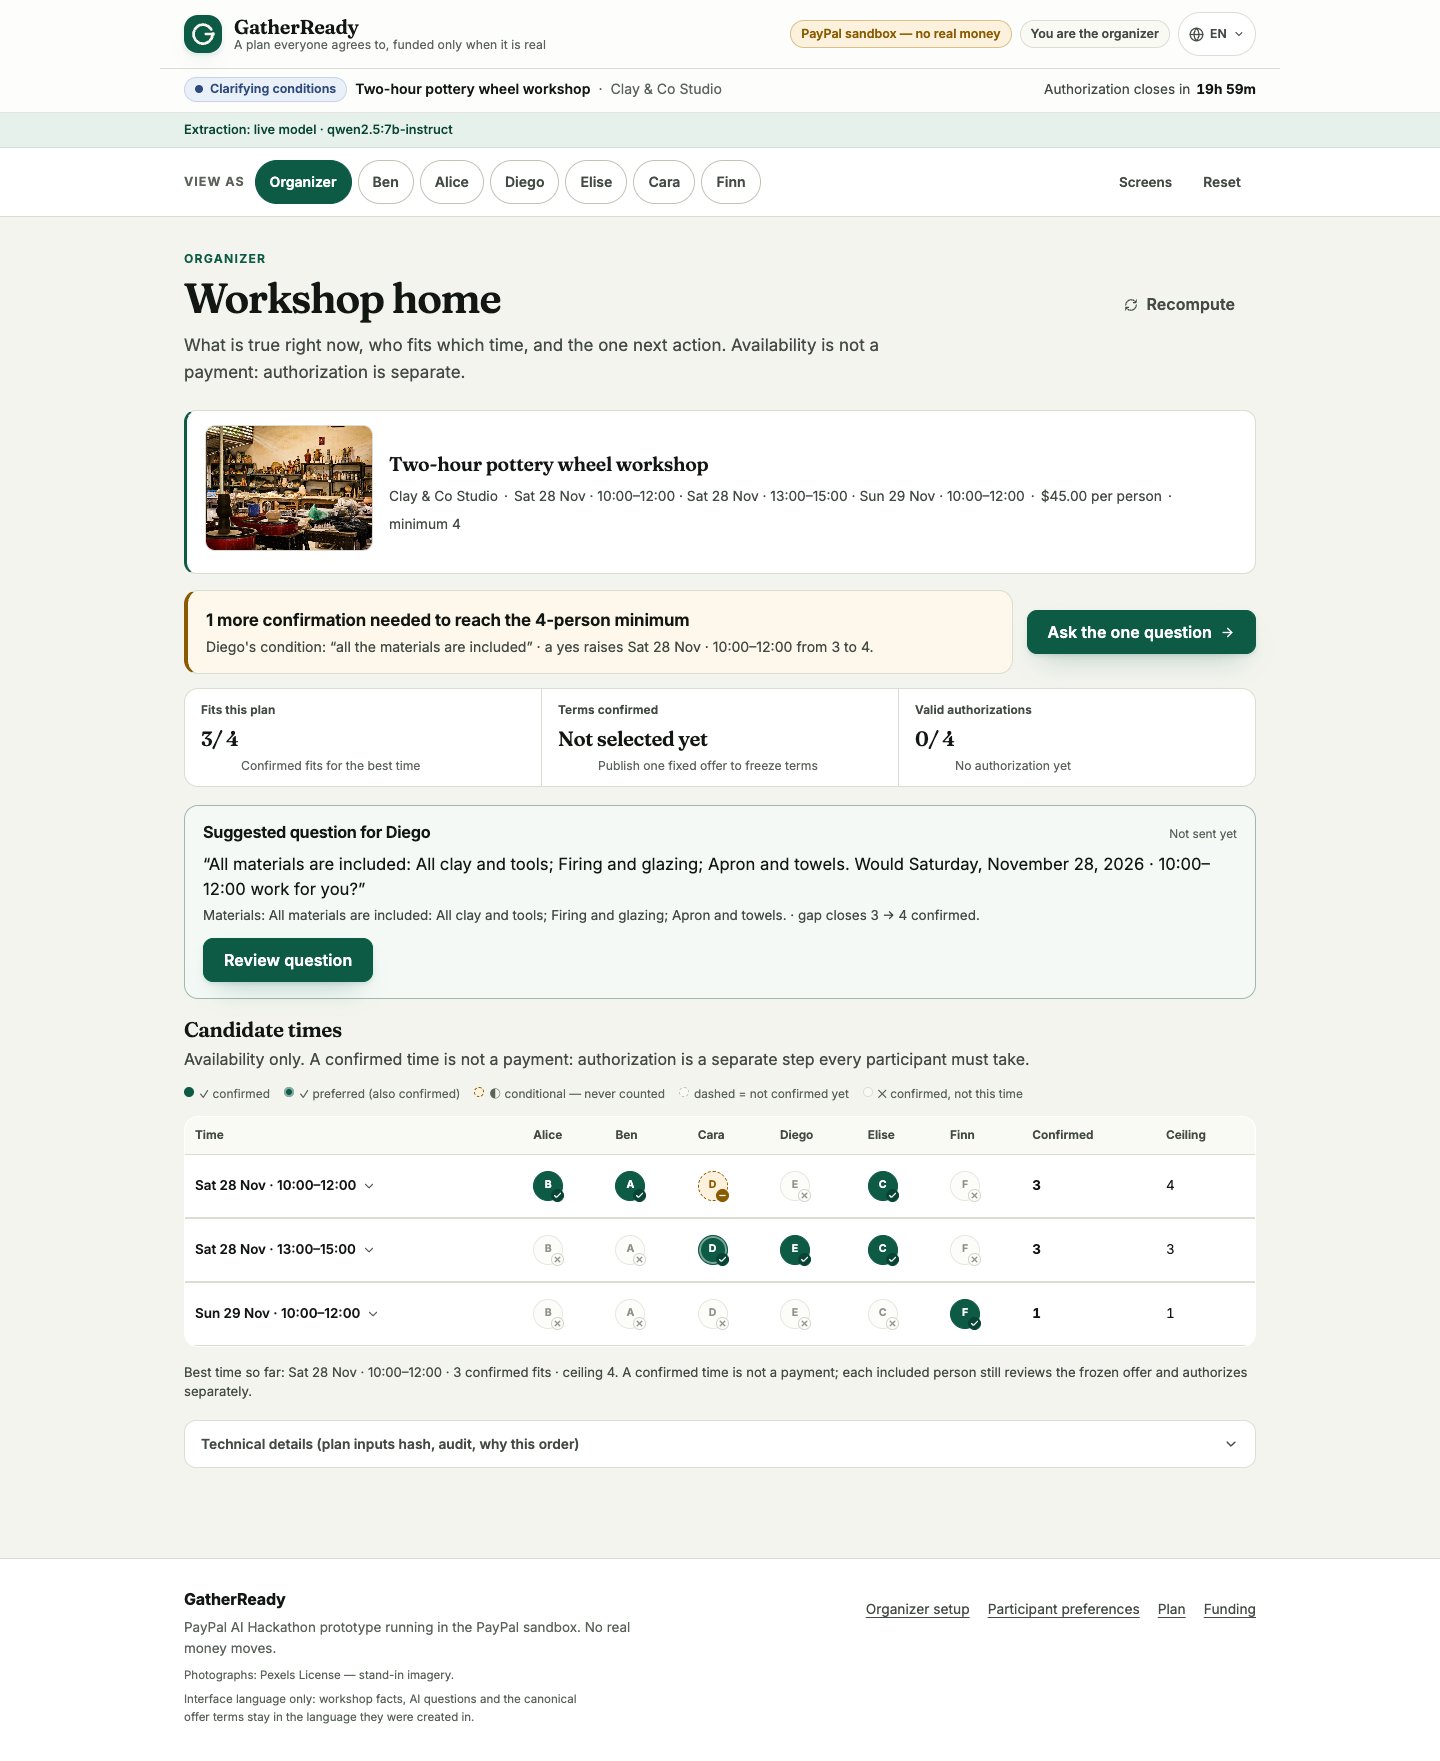 GatherReady
A plan everyone agrees to, funded only when it is real
PayPal sandbox — no real money
You are the organizer
EN
Clarifying conditions
Two-hour pottery wheel workshop · Clay & Co Studio
Authorization closes in 19h 59m
Extraction: live model · qwen2.5:7b-instruct
VIEW AS
Organizer
Ben
Alice
Diego
Elise
Cara
Finn
Screens
Reset
ORGANIZER
Workshop home
Recompute
What is true right now, who fits which time, and the one next action. Availability is not a
payment: authorization is separate.
Two-hour pottery wheel workshop
Clay & Co Studio · Sat 28 Nov · 10:00–12:00 · Sat 28 Nov · 13:00–15:00 · Sun 29 Nov · 10:00–12:00 · $45.00 per person ·
minimum 4
1 more confirmation needed to reach the 4-person minimum
Diego's condition: “all the materials are included” · a yes raises Sat 28 Nov · 10:00–12:00 from 3 to 4.
Ask the one question →
Fits this plan
3/ 4
Confirmed fits for the best time
Terms confirmed
Not selected yet
Publish one fixed offer to freeze terms
Valid authorizations
0/ 4
No authorization yet
Suggested question for Diego
Not sent yet
“All materials are included: All clay and tools; Firing and glazing; Apron and towels. Would Saturday, November 28, 2026 · 10:00–
12:00 work for you?”
Materials: All materials are included: All clay and tools; Firing and glazing; Apron and towels. · gap closes 3 → 4 confirmed.
Review question
Candidate times
Availability only. A confirmed time is not a payment: authorization is a separate step every participant must take.
✓ confirmed ✓ preferred (also confirmed) ◐ conditional — never counted dashed = not confirmed yet ✕ confirmed, not this time
Time Alice Ben Cara Diego Elise Finn Confirmed Ceiling
Sat 28 Nov · 10:00–12:00 B A D E C F 3 4
Sat 28 Nov · 13:00–15:00 B A D E C F 3 3
Sun 29 Nov · 10:00–12:00 B A D E C F 1 1
Best time so far: Sat 28 Nov · 10:00–12:00 · 3 confirmed fits · ceiling 4. A confirmed time is not a payment; each included person still reviews the frozen offer and authorizes
separately.
Technical details (plan inputs hash, audit, why this order)
GatherReady
PayPal AI Hackathon prototype running in the PayPal sandbox. No real
money moves.
Photographs: Pexels License — stand-in imagery.
Interface language only: workshop facts, AI questions and the canonical
offer terms stay in the language they were created in.
Organizer setup
Participant preferences
Plan
Funding